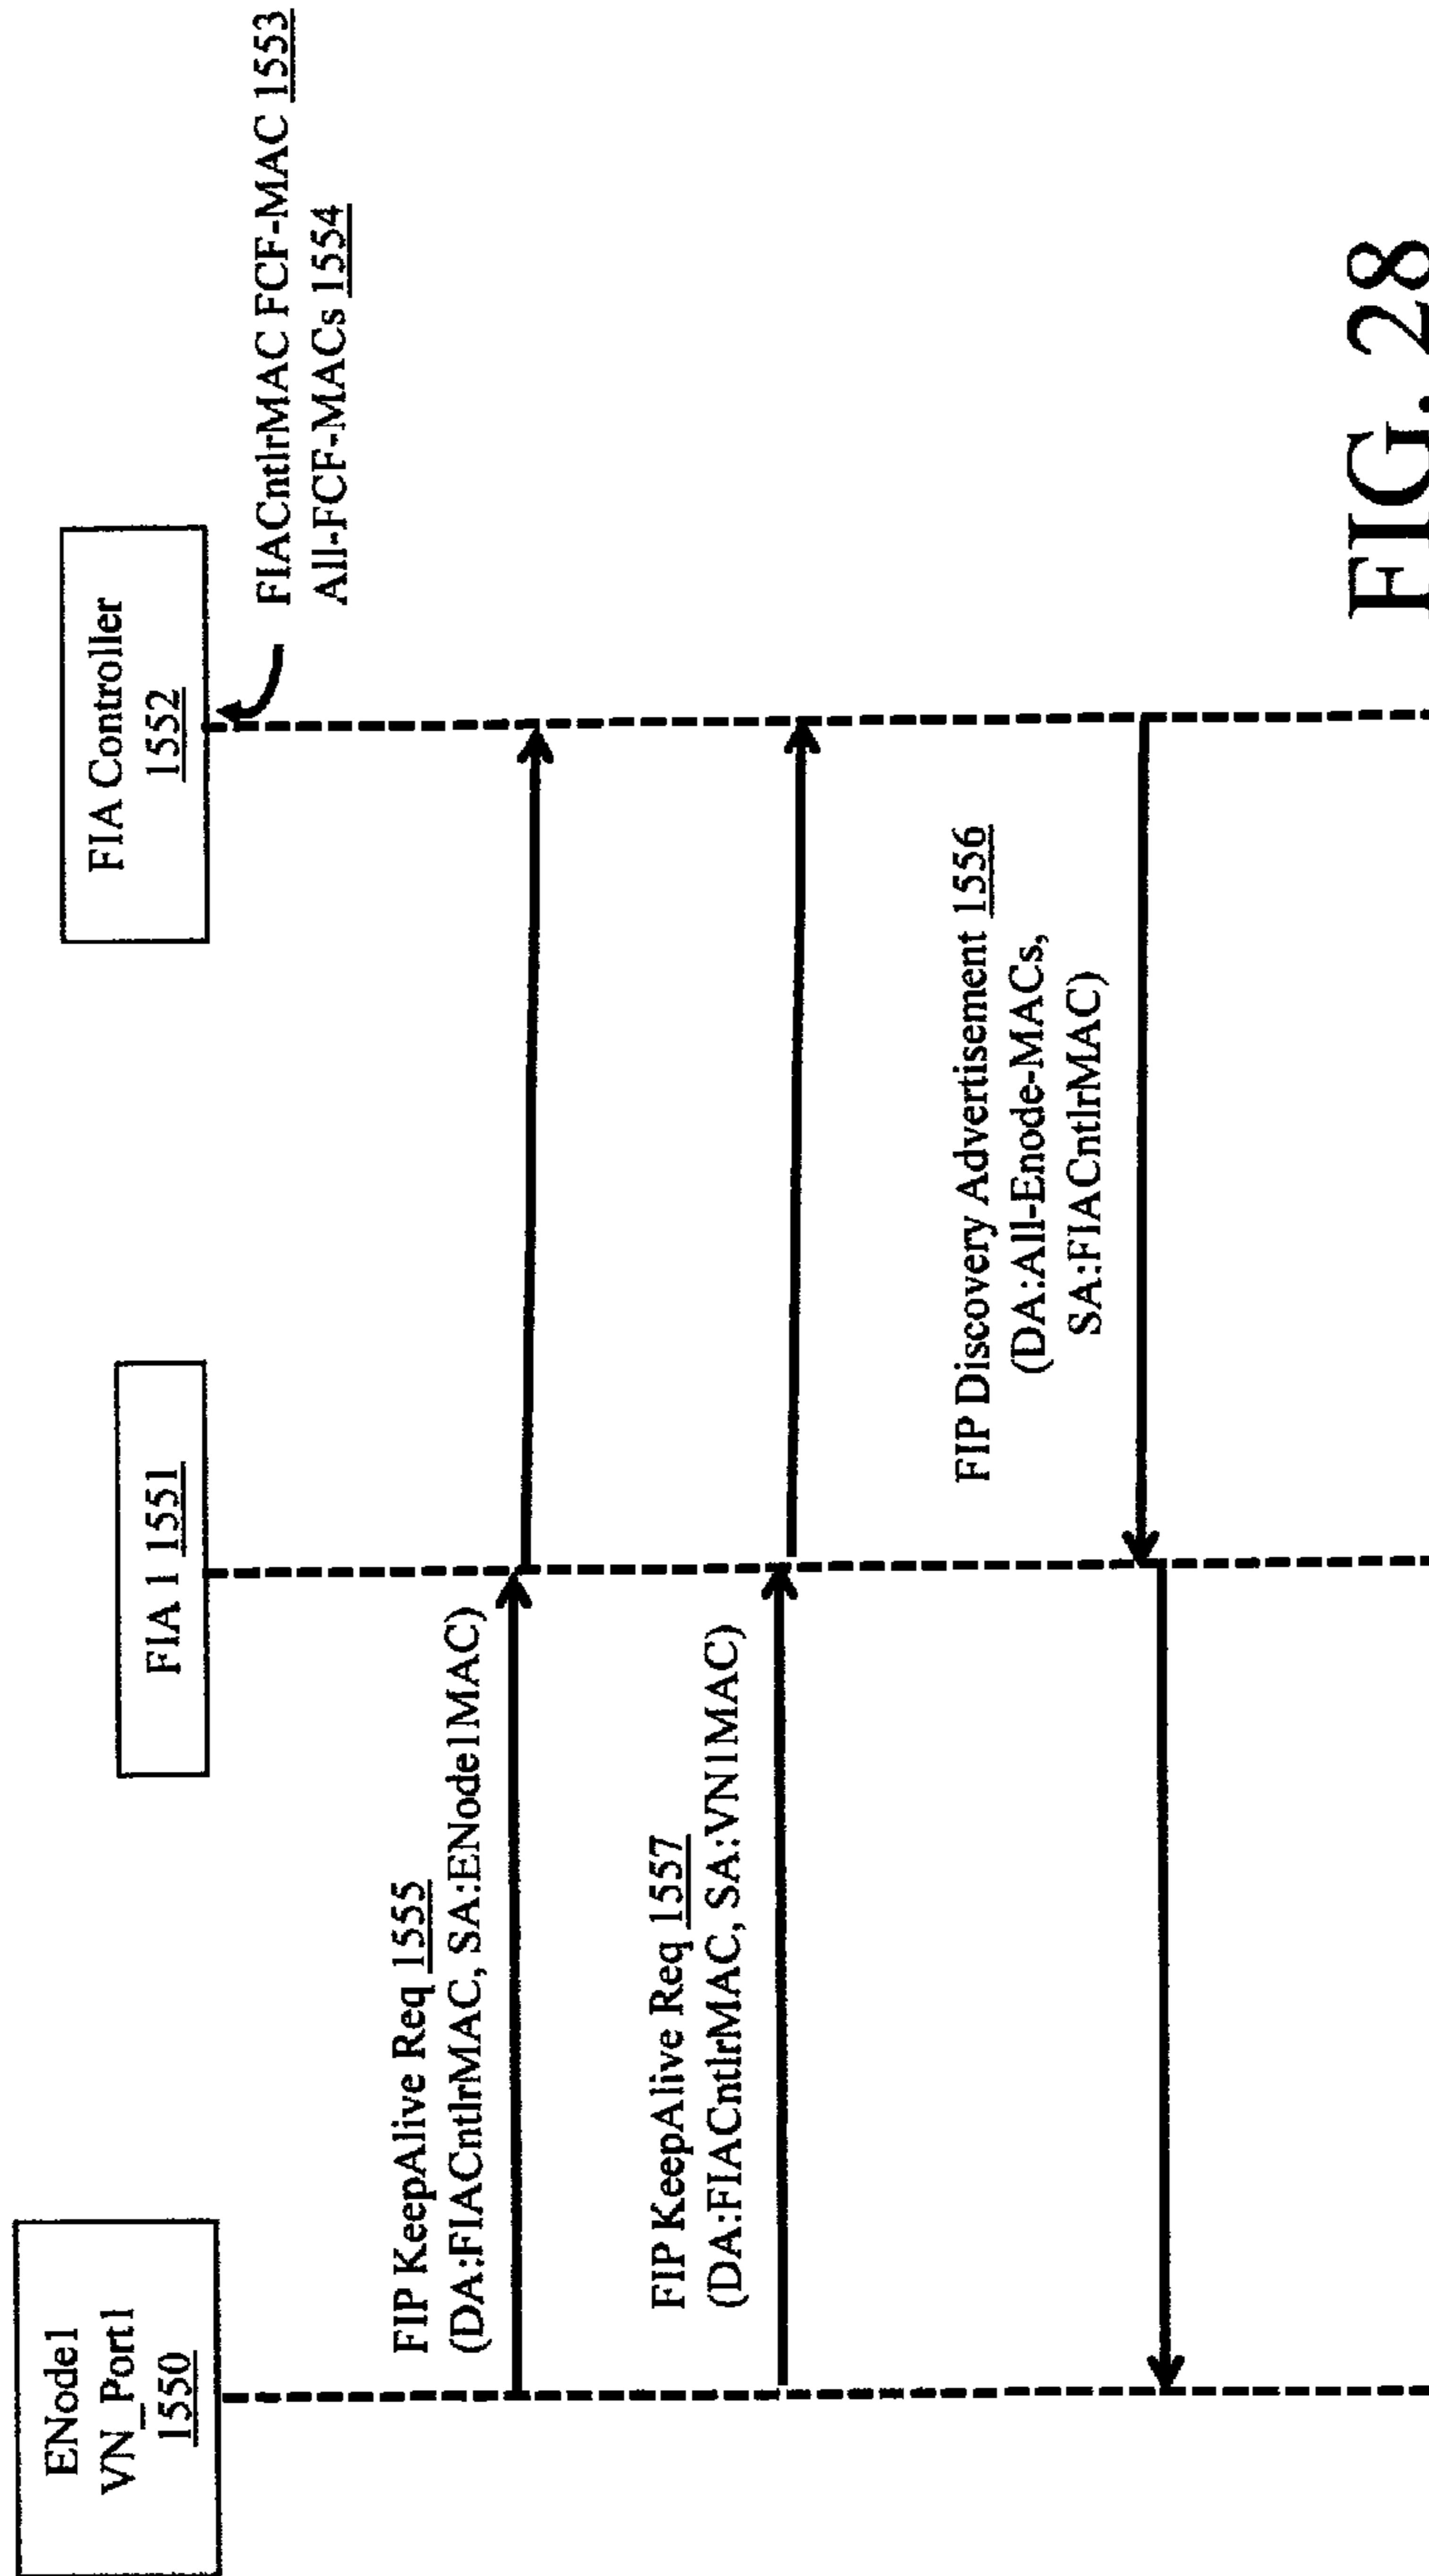 ENode1
VN_Port1
1550
FIA 1 1551
FIA Controller
1552
FIACntlrMAC FCF-MAC 1553
All-FCF-MACs 1554
FIP KeepAlive Req 1555
(DA:FIACntlrMAC, SA:ENode1MAC)
FIP KeepAlive Req 1557
(DA:FIACntlrMAC, SA:VN1MAC)
FIP Discovery Advertisement 1556
(DA:All-Enode-MACs,
SA:FIACntlrMAC)
FIG. 28